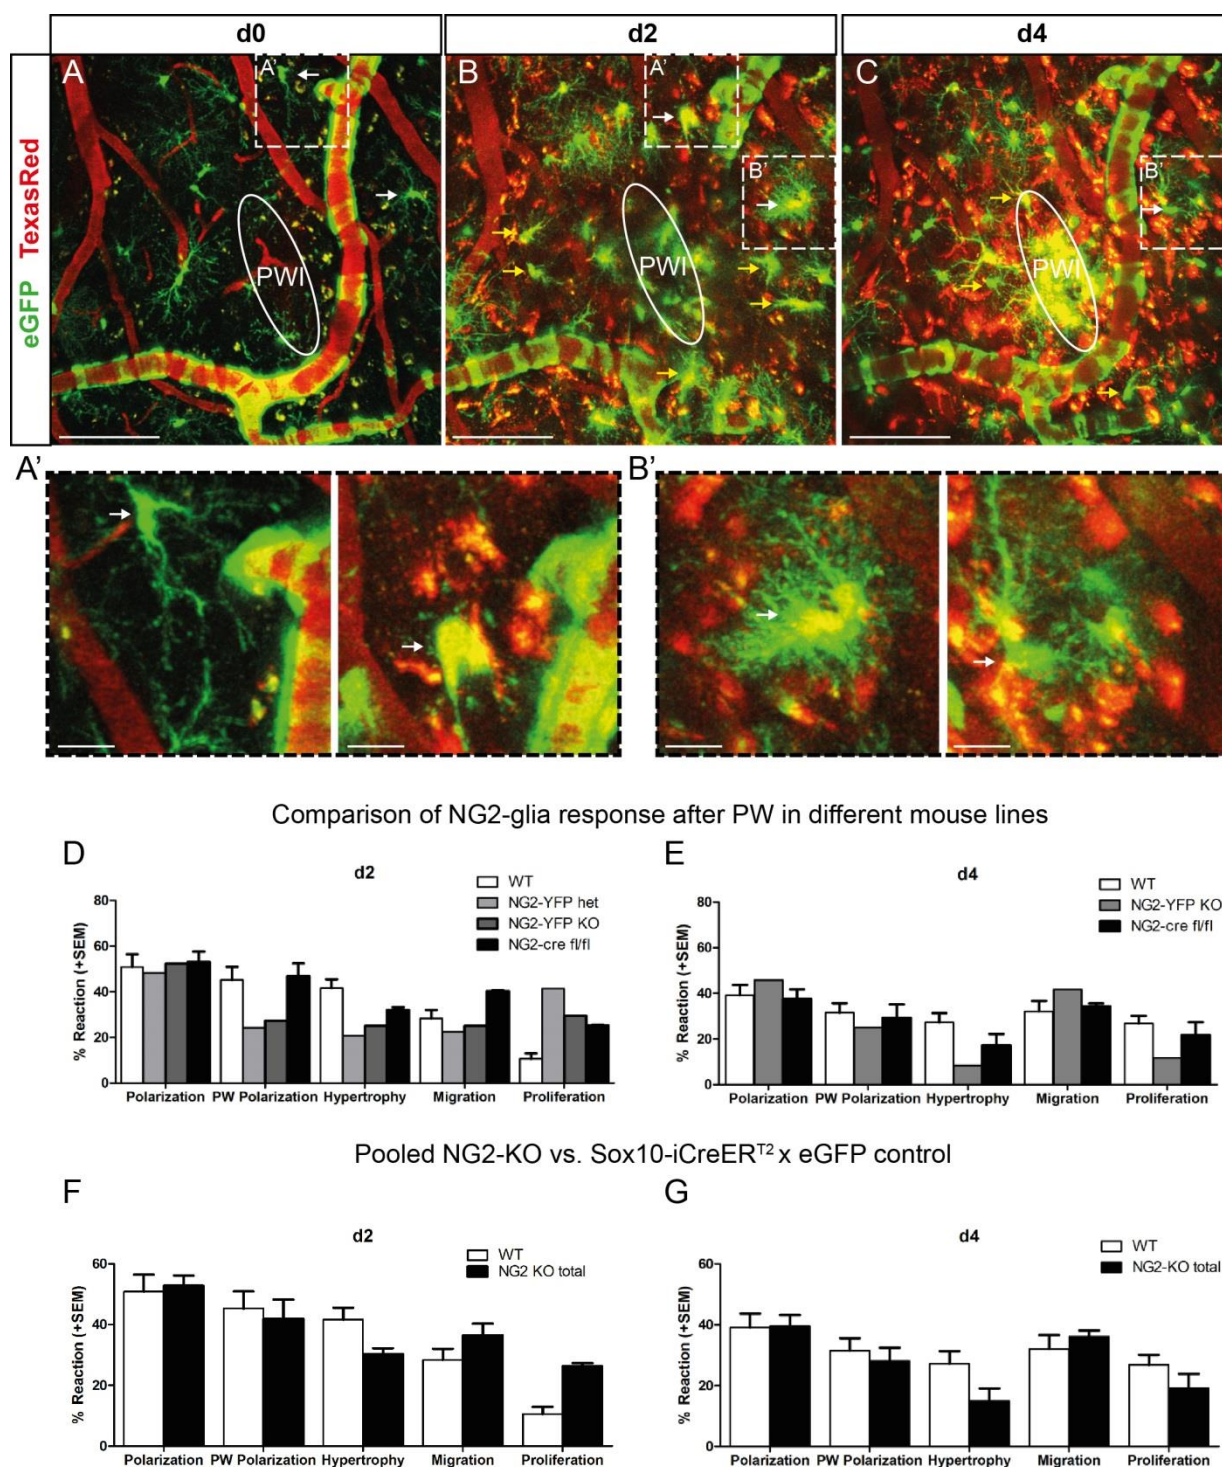 d0
d2
d4
eGFP TexasRed
A
A'
PWI
B
A'
B'
PWI
C
B'
PWI
A'
B'
Comparison of NG2-glia response after PW in different mouse lines
D
d2
WT
NG2-YFP het
NG2-YFP KO
NG2-cre fl/fl
% Reaction (+SEM)
80
60
40
20
0
Polarization PW Polarization Hypertrophy Migration Proliferation
E
d4
WT
NG2-YFP KO
NG2-cre fl/fl
% Reaction (+SEM)
80
60
40
20
0
Polarization PW Polarization Hypertrophy Migration Proliferation
Pooled NG2-KO vs. Sox10-iCreERT2 x eGFP control
F
d2
WT
NG2 KO total
% Reaction (+SEM)
60
40
20
0
Polarization PW Polarization Hypertrophy Migration Proliferation
G
d4
WT
NG2-KO total
% Reaction (+SEM)
60
40
20
0
Polarization PW Polarization Hypertrophy Migration Proliferation